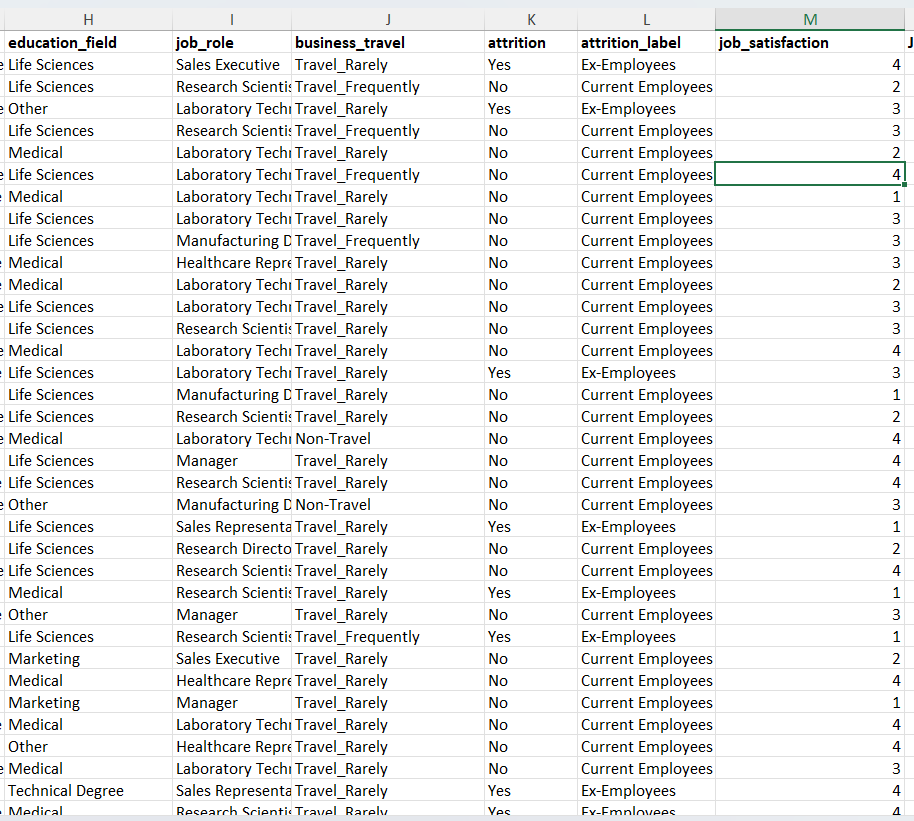 H I J K L M
education_field job_role business_travel attrition attrition_label job_satisfaction
Life Sciences Sales Executive Travel_Rarely Yes Ex-Employees 4
Life Sciences Research Scientis Travel_Frequently No Current Employees 2
Other Laboratory Techn Travel_Rarely Yes Ex-Employees 3
Life Sciences Research Scientis Travel_Frequently No Current Employees 3
Medical Laboratory Techn Travel_Rarely No Current Employees 2
Life Sciences Laboratory Techn Travel_Frequently No Current Employees 4
Medical Laboratory Techn Travel_Rarely No Current Employees 1
Life Sciences Laboratory Techn Travel_Rarely No Current Employees 3
Life Sciences Manufacturing D Travel_Frequently No Current Employees 3
Medical Healthcare Repre Travel_Rarely No Current Employees 3
Medical Laboratory Techn Travel_Rarely No Current Employees 2
Life Sciences Laboratory Techn Travel_Rarely No Current Employees 3
Life Sciences Research Scientis Travel_Rarely No Current Employees 3
Medical Laboratory Techn Travel_Rarely No Current Employees 4
Life Sciences Laboratory Techn Travel_Rarely Yes Ex-Employees 3
Life Sciences Manufacturing D Travel_Rarely No Current Employees 1
Life Sciences Research Scientis Travel_Rarely No Current Employees 2
Medical Laboratory Techn Non-Travel No Current Employees 4
Life Sciences Manager Travel_Rarely No Current Employees 4
Life Sciences Research Scientis Travel_Rarely No Current Employees 4
Other Manufacturing D Non-Travel No Current Employees 3
Life Sciences Sales Representa Travel_Rarely Yes Ex-Employees 1
Life Sciences Research Directo Travel_Rarely No Current Employees 2
Life Sciences Research Scientis Travel_Rarely No Current Employees 4
Medical Research Scientis Travel_Rarely Yes Ex-Employees 1
Other Manager Travel_Rarely No Current Employees 3
Life Sciences Research Scientis Travel_Frequently Yes Ex-Employees 1
Marketing Sales Executive Travel_Rarely No Current Employees 2
Medical Healthcare Repre Travel_Rarely No Current Employees 4
Marketing Manager Travel_Rarely No Current Employees 1
Medical Laboratory Techn Travel_Rarely No Current Employees 4
Other Healthcare Repre Travel_Rarely No Current Employees 4
Medical Laboratory Techn Travel_Rarely No Current Employees 3
Technical Degree Sales Representa Travel_Rarely Yes Ex-Employees 4
Medical Research Scientis Travel_Rarely Yes Ex-Employees 4